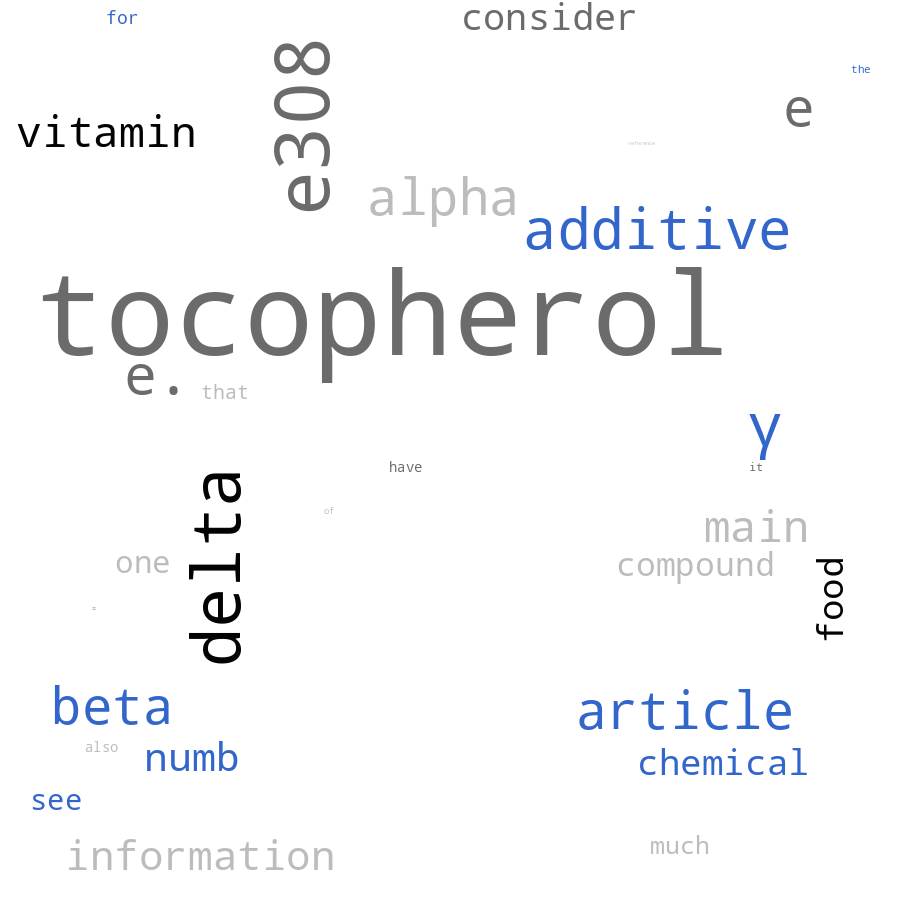 for
consider
the
e308
vitamin
e
reference
alpha
additive
tocopherol
e.
that
γ
have
it
of
delta
main
one
compound
food
=
beta
article
also
numb
chemical
see
information
much